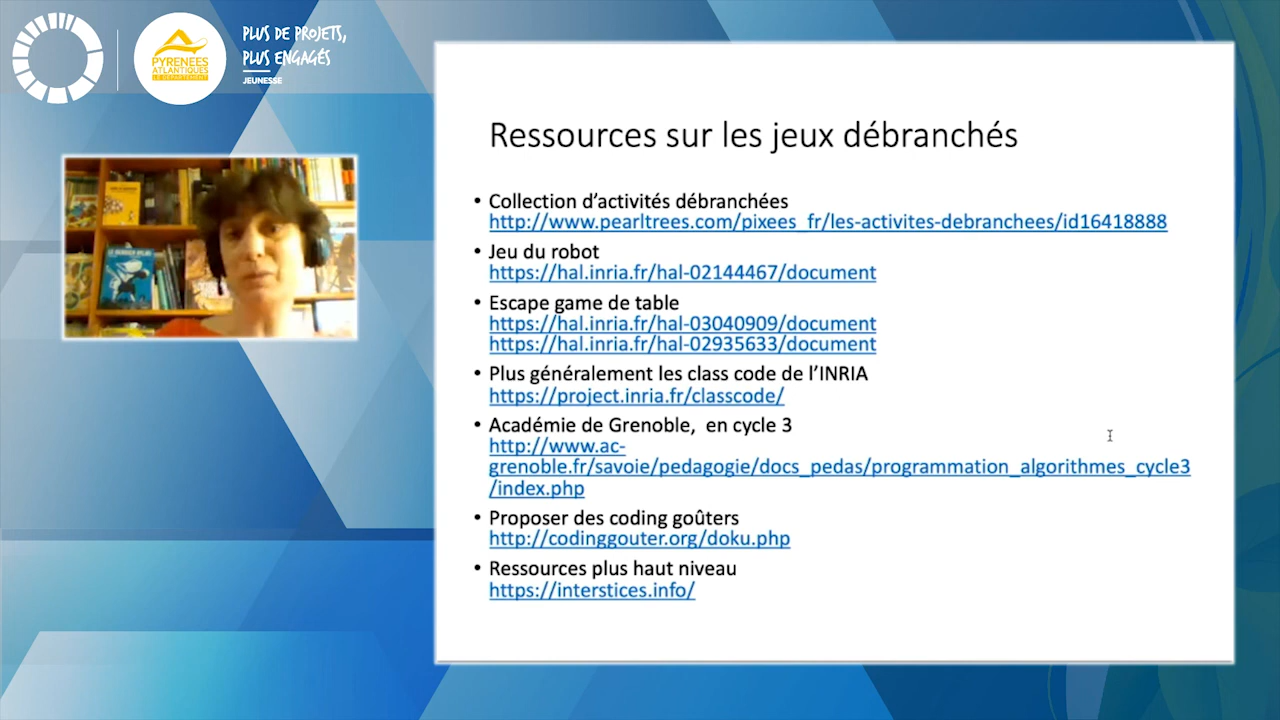 PLUS DE PROJETS,
PLUS ENGAGÉS
JEUNESSE
PYRÉNÉES
ATLANTIQUES
LE DÉPARTEMENT
Ressources sur les jeux débranchés
• Collection d’activités débranchées
http://www.pearltrees.com/pixees_fr/les-activites-debranchees/id16418888
• Jeu du robot
https://hal.inria.fr/hal-02144467/document
• Escape game de table
https://hal.inria.fr/hal-03040909/document
https://hal.inria.fr/hal-02935633/document
• Plus généralement les class code de l’INRIA
https://project.inria.fr/classcode/
• Académie de Grenoble,  en cycle 3
http://www.ac-
grenoble.fr/savoie/pedagogie/docs_pedas/programmation_algorithmes_cycle3
/index.php
• Proposer des coding goûters
http://codinggouter.org/doku.php
• Ressources plus haut niveau
https://interstices.info/